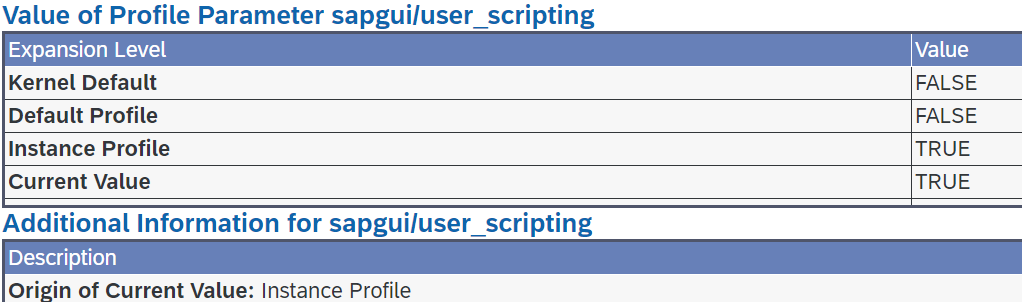 Value of Profile Parameter sapgui/user_scripting
Expansion Level Value
Kernel Default FALSE
Default Profile FALSE
Instance Profile TRUE
Current Value TRUE
Additional Information for sapgui/user_scripting
Description
Origin of Current Value: Instance Profile